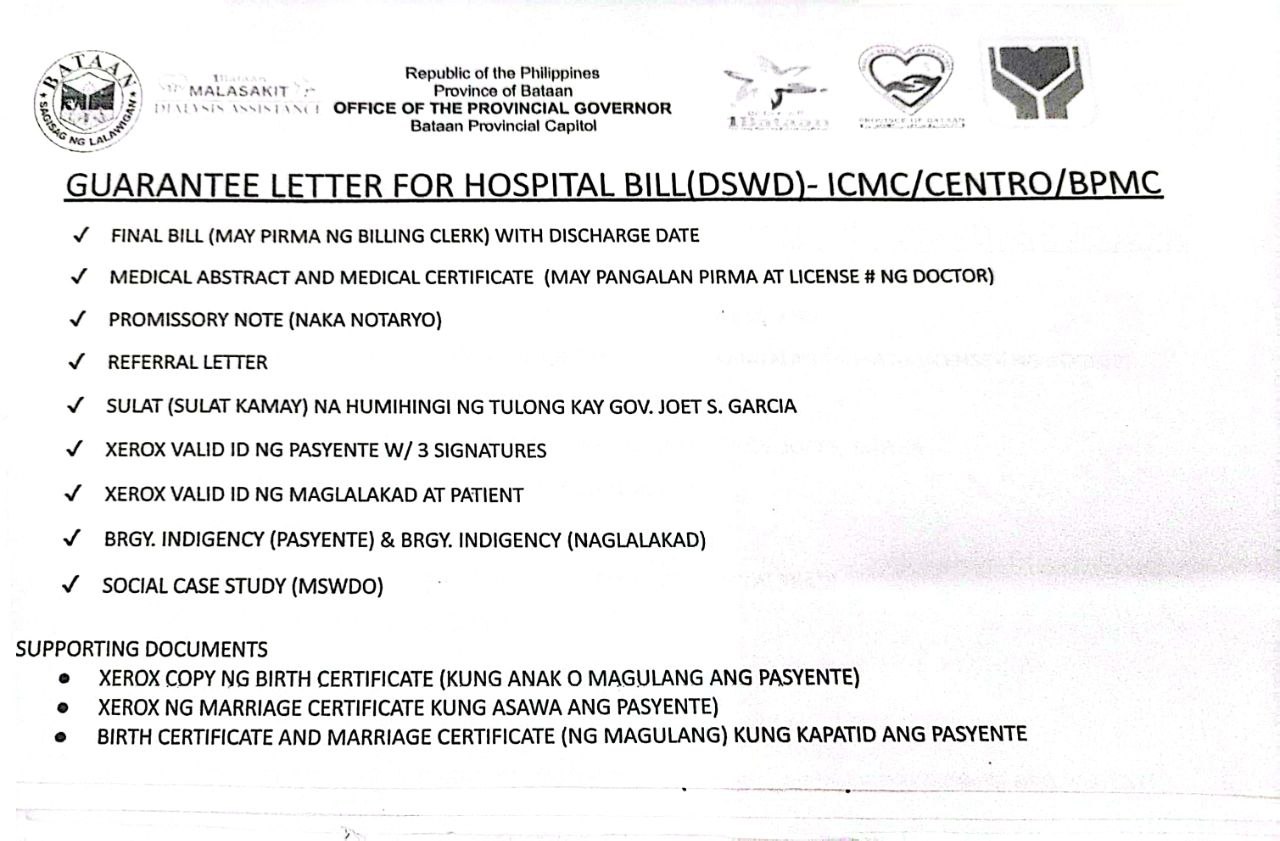 BATAAN
SAGISAG NG LALAWIGAN
Bataan
MALASAKIT
DIALYSIS ASSISTANCE
Republic of the Philippines
Province of Bataan
OFFICE OF THE PROVINCIAL GOVERNOR
Bataan Provincial Capitol
1Bataan
PROVINCE OF BATAAN
GUARANTEE LETTER FOR HOSPITAL BILL(DSWD)- ICMC/CENTRO/BPMC
✓ FINAL BILL (MAY PIRMA NG BILLING CLERK) WITH DISCHARGE DATE
✓ MEDICAL ABSTRACT AND MEDICAL CERTIFICATE (MAY PANGALAN PIRMA AT LICENSE # NG DOCTOR)
✓ PROMISSORY NOTE (NAKA NOTARYO)
✓ REFERRAL LETTER
✓ SULAT (SULAT KAMAY) NA HUMIHINGI NG TULONG KAY GOV. JOET S. GARCIA
✓ XEROX VALID ID NG PASYENTE W/ 3 SIGNATURES
✓ XEROX VALID ID NG MAGLALAKAD AT PATIENT
✓ BRGY. INDIGENCY (PASYENTE) & BRGY. INDIGENCY (NAGLALAKAD)
✓ SOCIAL CASE STUDY (MSWDO)
SUPPORTING DOCUMENTS
• XEROX COPY NG BIRTH CERTIFICATE (KUNG ANAK O MAGULANG ANG PASYENTE)
• XEROX NG MARRIAGE CERTIFICATE KUNG ASAWA ANG PASYENTE)
• BIRTH CERTIFICATE AND MARRIAGE CERTIFICATE (NG MAGULANG) KUNG KAPATID ANG PASYENTE